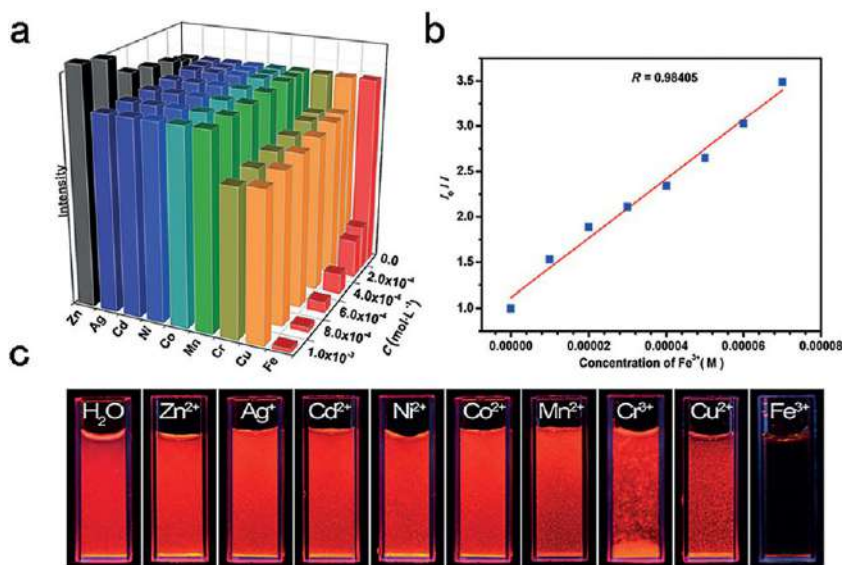 a
Intensity
Zn
Ag
Cd
Ni
Co
Mn
Cr
Cu
Fe
0.0
2.0x10⁻⁴
4.0x10⁻⁴
6.0x10⁻⁴
8.0x10⁻⁴
1.0x10⁻³
C (mol·L⁻¹)
b
R = 0.98405
I₀ / I
3.5
3.0
2.5
2.0
1.5
1.0
0.00000 0.00002 0.00004 0.00006 0.00008
Concentration of Fe³⁺( M )
c
H₂O Zn²⁺ Ag⁺ Cd²⁺ Ni²⁺ Co²⁺ Mn²⁺ Cr³⁺ Cu²⁺ Fe³⁺